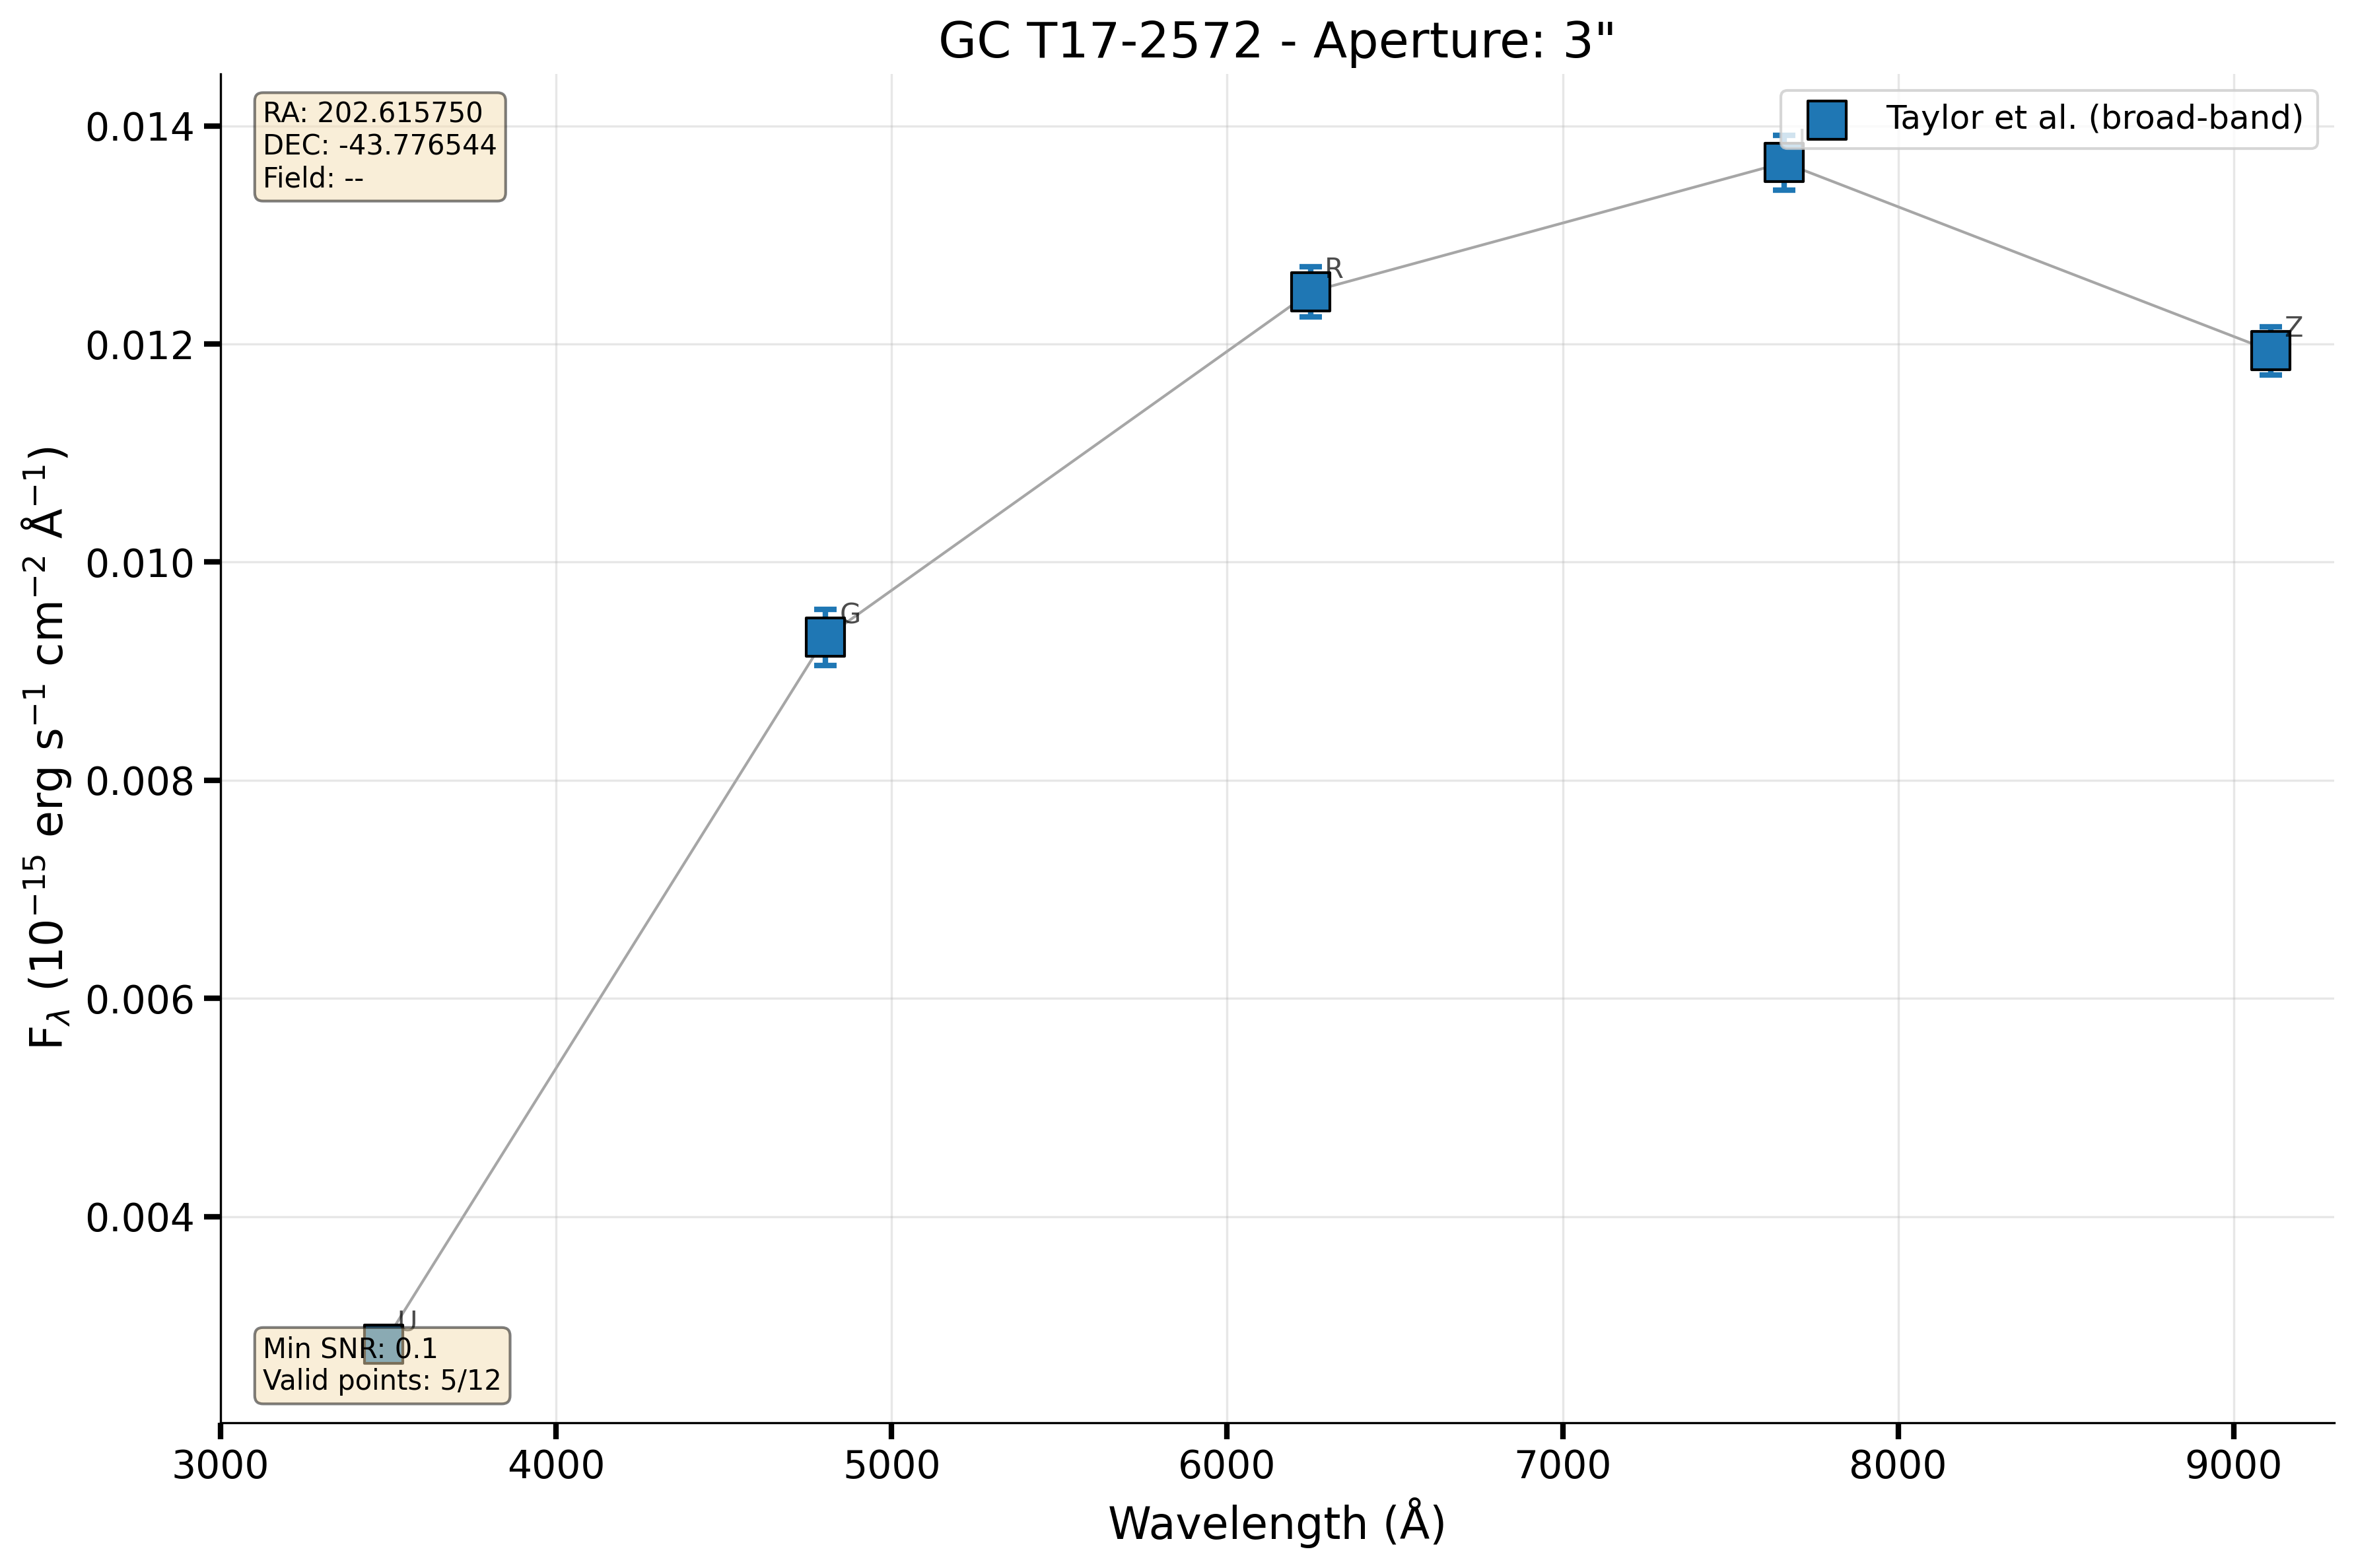 GC T17-2572 - Aperture: 3"
RA: 202.615750
DEC: -43.776544
Field: --
Taylor et al. (broad-band)
0.014
0.012
0.010
0.008
0.006
0.004
F_λ (10⁻¹⁵ erg s⁻¹ cm⁻² Å⁻¹)
R
Z
G
U
Min SNR: 0.1
Valid points: 5/12
3000 4000 5000 6000 7000 8000 9000
Wavelength (Å)